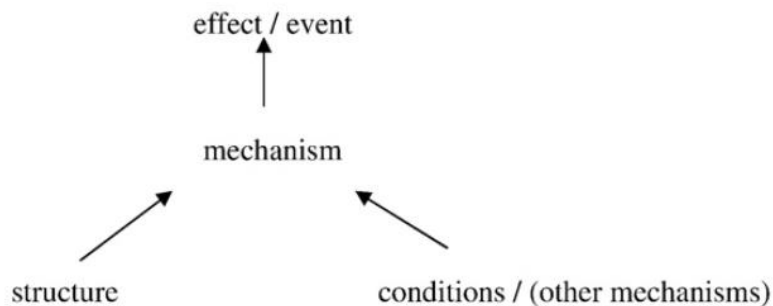 effect / event
mechanism
structure
conditions / (other mechanisms)